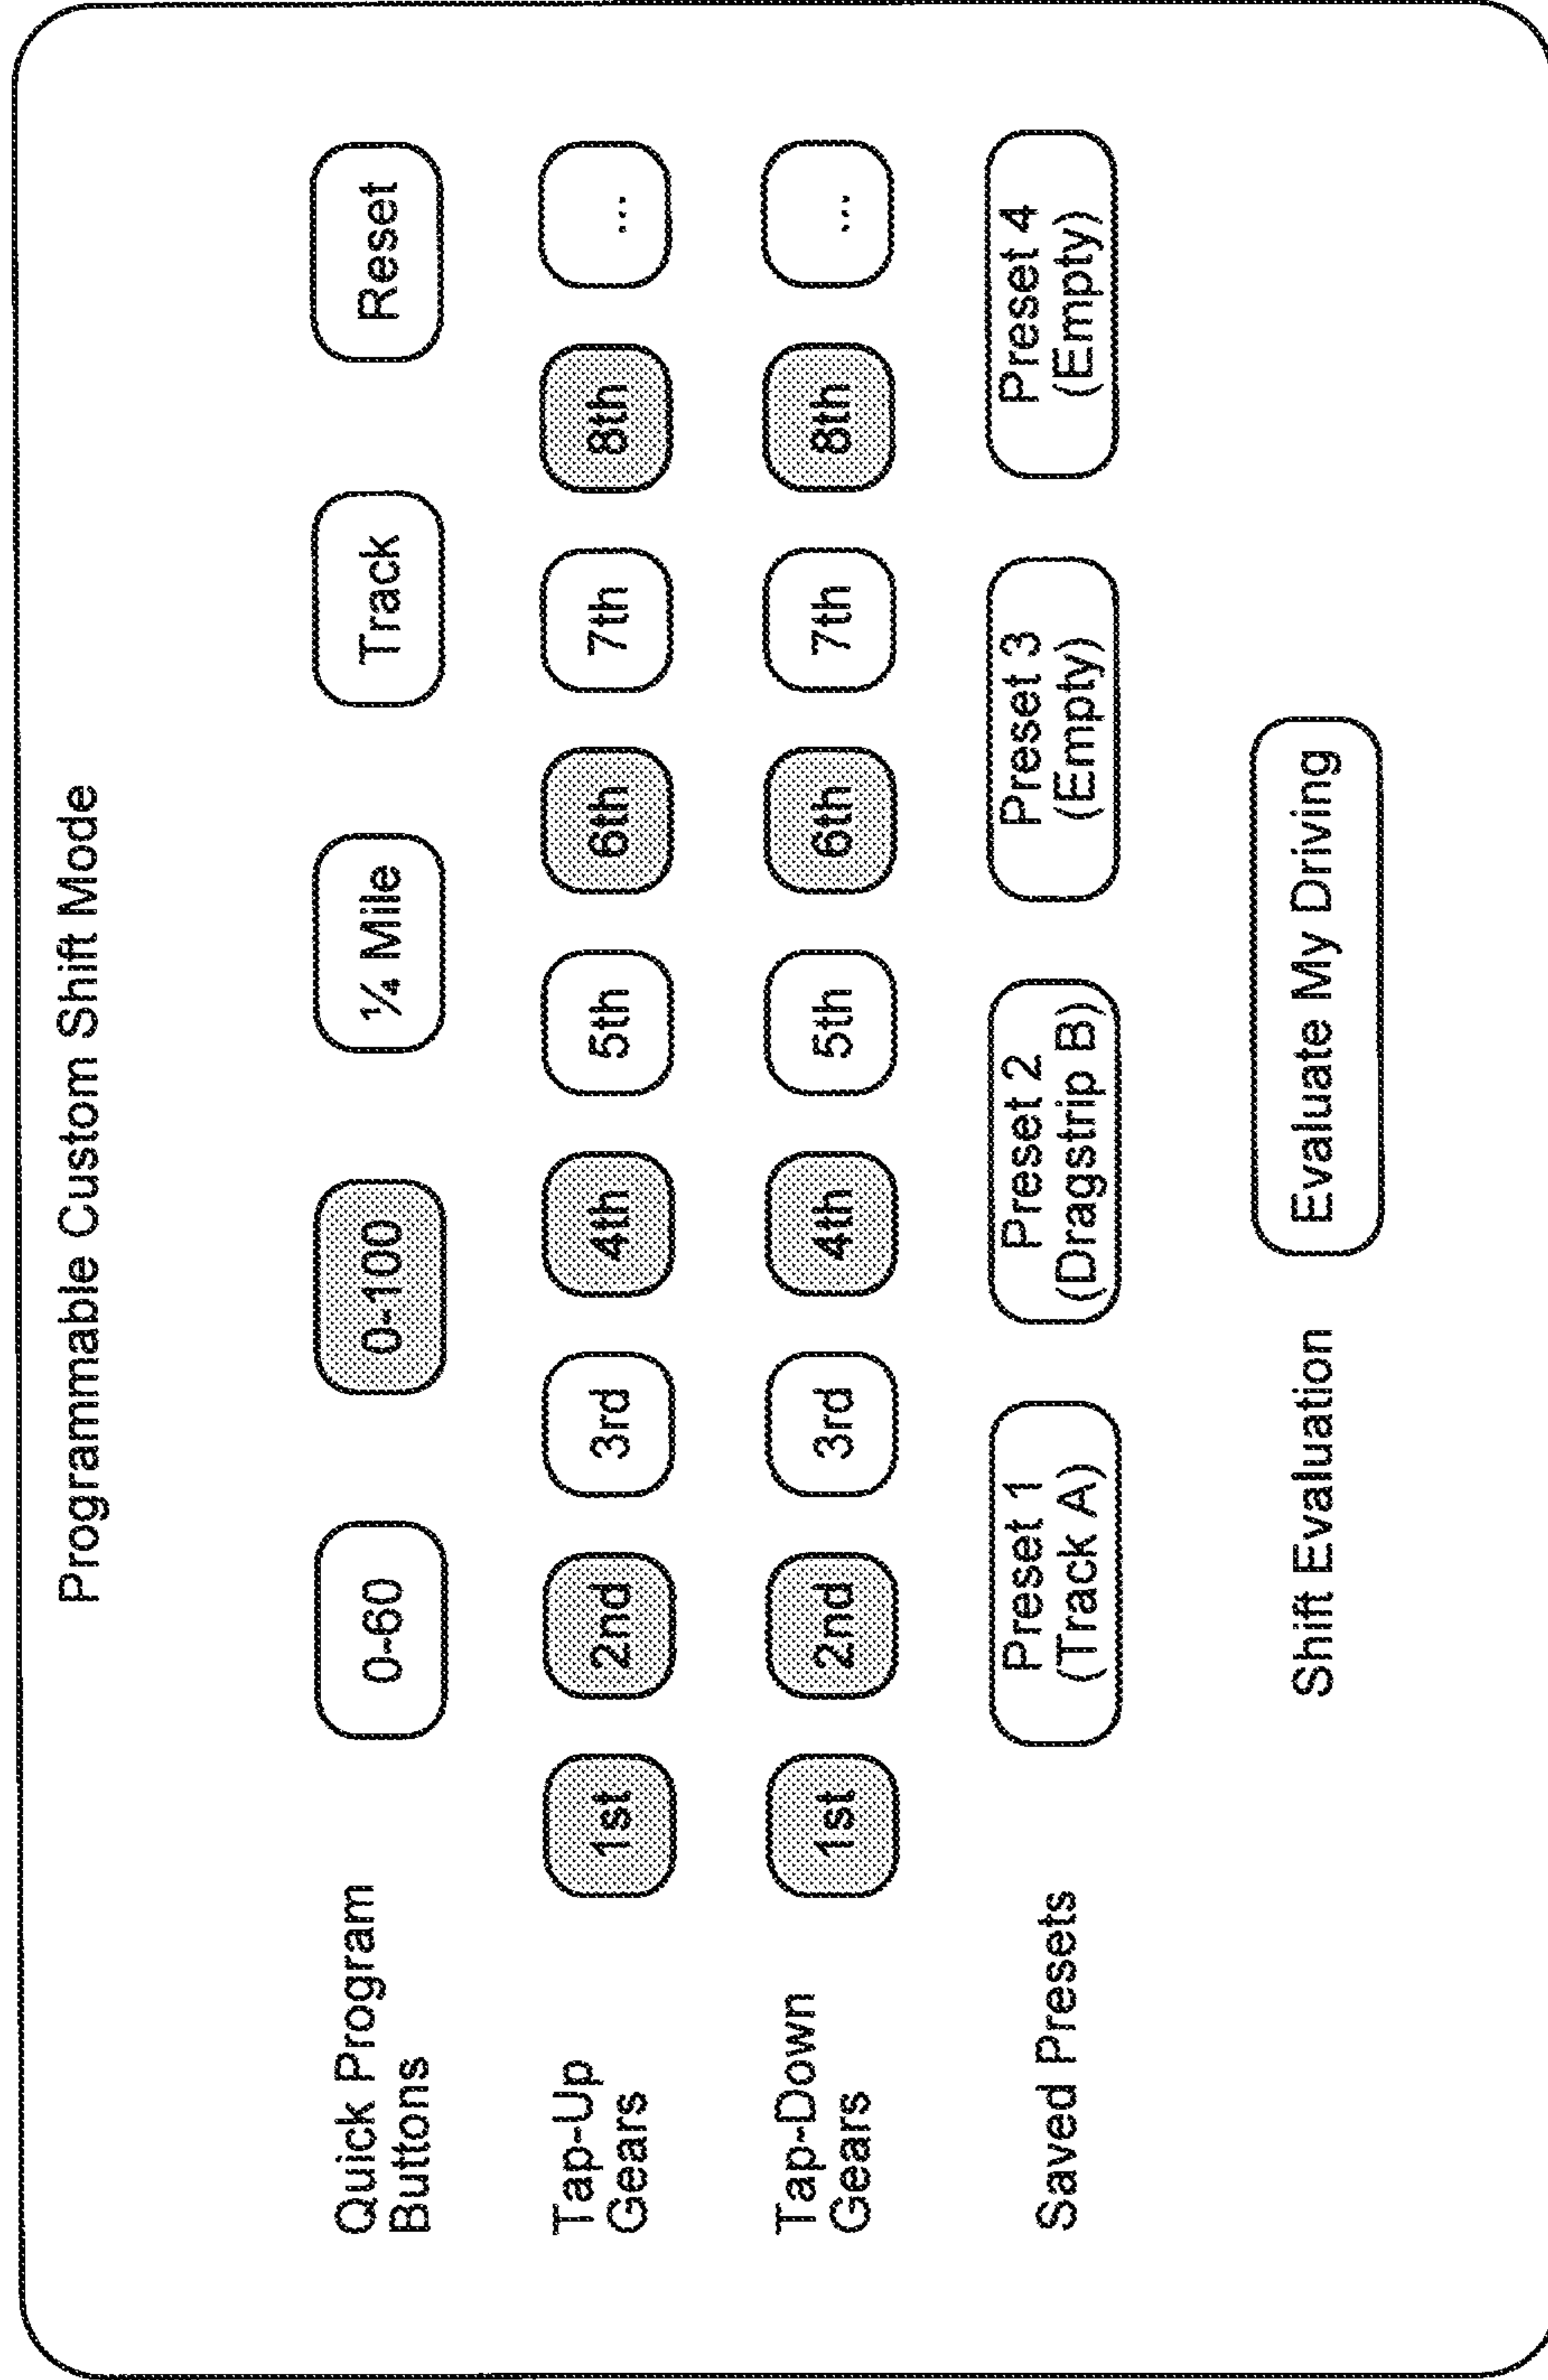 Programmable Custom Shift Mode
Quick Program
Buttons
0-60
0-100
¼ Mile
Track
Reset
Tap-Up
Gears
1st
2nd
3rd
4th
5th
6th
7th
8th
...
Tap-Down
Gears
1st
2nd
3rd
4th
5th
6th
7th
8th
...
Saved Presets
Preset 1
(Track A)
Preset 2
(Dragstrip B)
Preset 3
(Empty)
Preset 4
(Empty)
Shift Evaluation
Evaluate My Driving